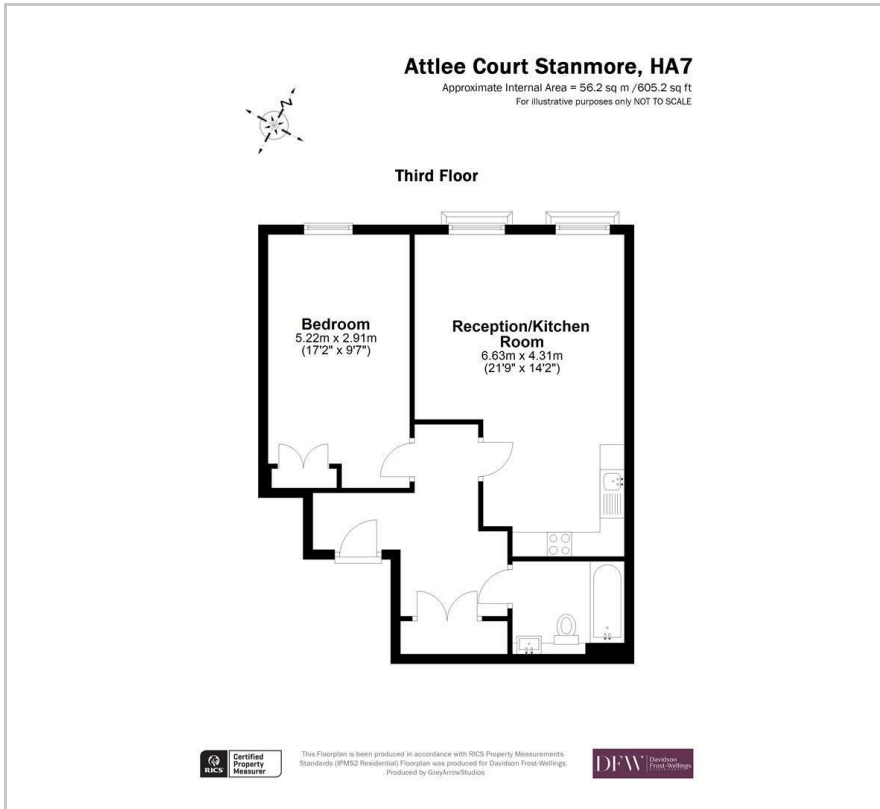 Attlee Court Stanmore, HA7
Approximate Internal Area = 56.2 sq m /605.2 sq ft
For illustrative purposes only NOT TO SCALE
N
Third Floor
Bedroom
5.22m x 2.91m
(17'2" x 9'7")
Reception/Kitchen
Room
6.63m x 4.31m
(21'9" x 14'2")
RICS
Certified
Property
Measurer
This Floorplan is been produced in accordance with RICS Property Measurements
Standards (IPMS2 Residential) Floorplan was produced for Davidson Frost-Wellings.
. Produced by GreyArrowStudios
DFW
Davidson
Frost-Wellings